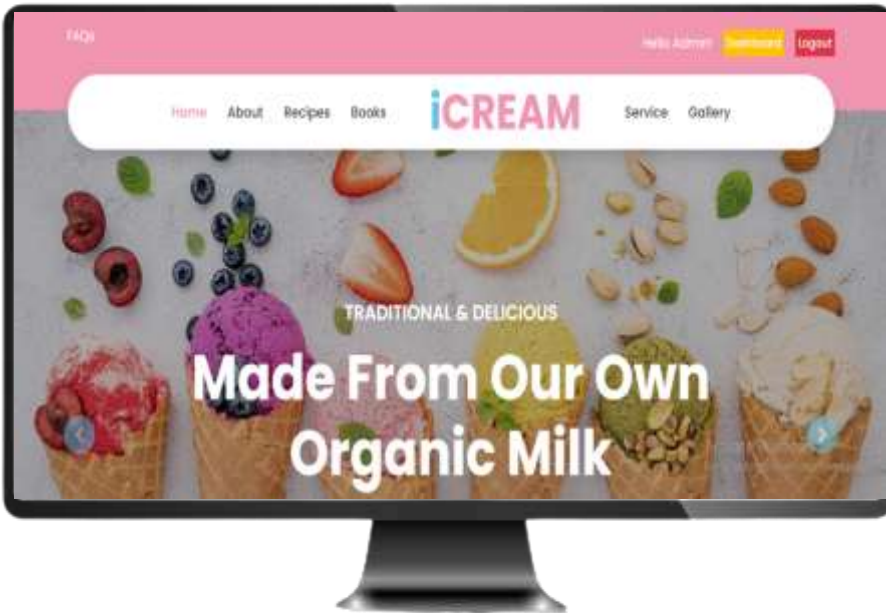 FAQs
Hello Admin! Dashboard Logout
Home About Recipes Books iCREAM Service Gallery
TRADITIONAL & DELICIOUS
Made From Our Own
Organic Milk